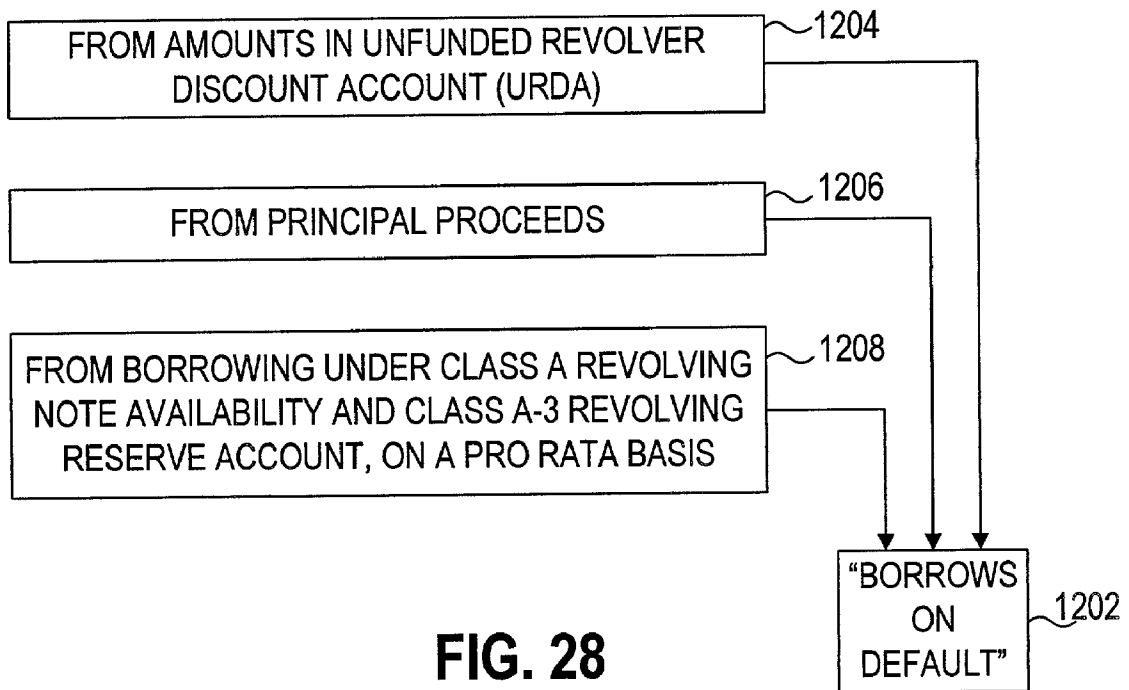 FROM AMOUNTS IN UNFUNDED REVOLVER
DISCOUNT ACCOUNT (URDA)
1204
FROM PRINCIPAL PROCEEDS
1206
FROM BORROWING UNDER CLASS A REVOLVING
NOTE AVAILABILITY AND CLASS A-3 REVOLVING
RESERVE ACCOUNT, ON A PRO RATA BASIS
1208
“BORROWS
ON
DEFAULT”
1202
FIG. 28